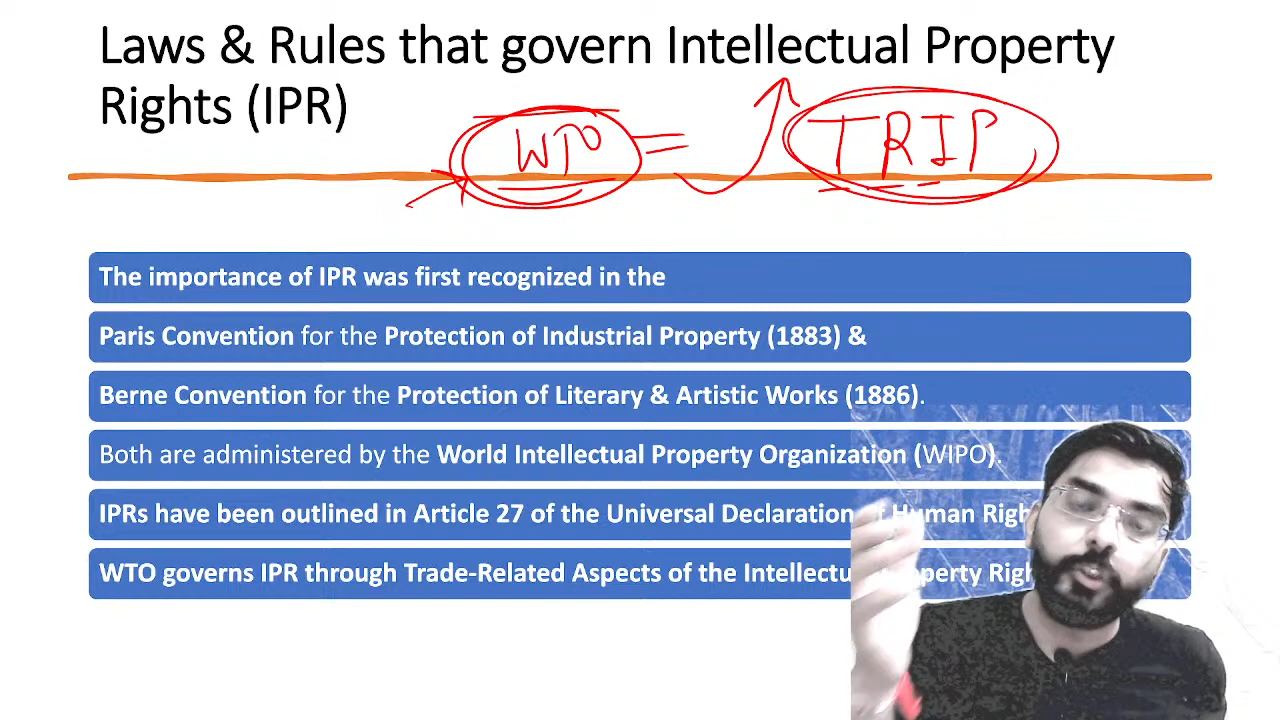 Laws & Rules that govern Intellectual Property
Rights (IPR)
WTO = TRIP
The importance of IPR was first recognized in the
Paris Convention for the Protection of Industrial Property (1883) &
Berne Convention for the Protection of Literary & Artistic Works (1886).
Both are administered by the World Intellectual Property Organization (WIPO).
IPRs have been outlined in Article 27 of the Universal Declaration of Human
WTO governs IPR through Trade-Related Aspects of the